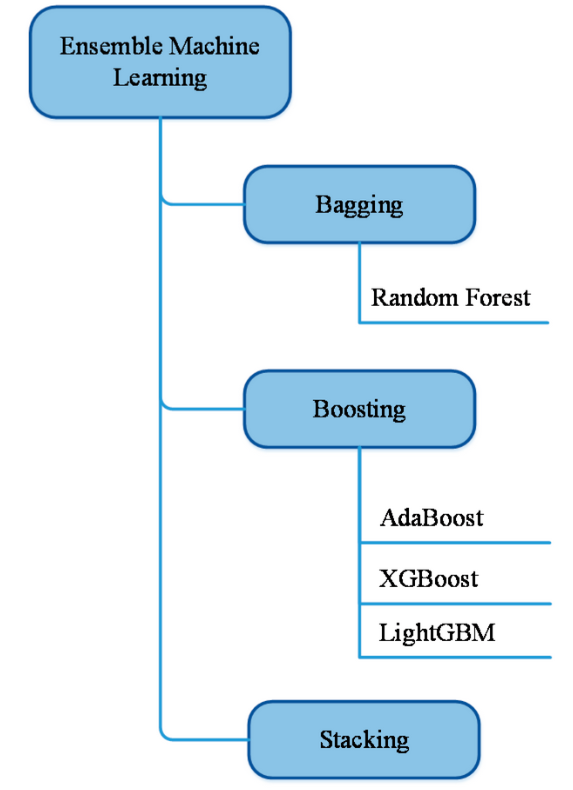 Ensemble Machine
Learning
Bagging
Random Forest
Boosting
AdaBoost
XGBoost
LightGBM
Stacking